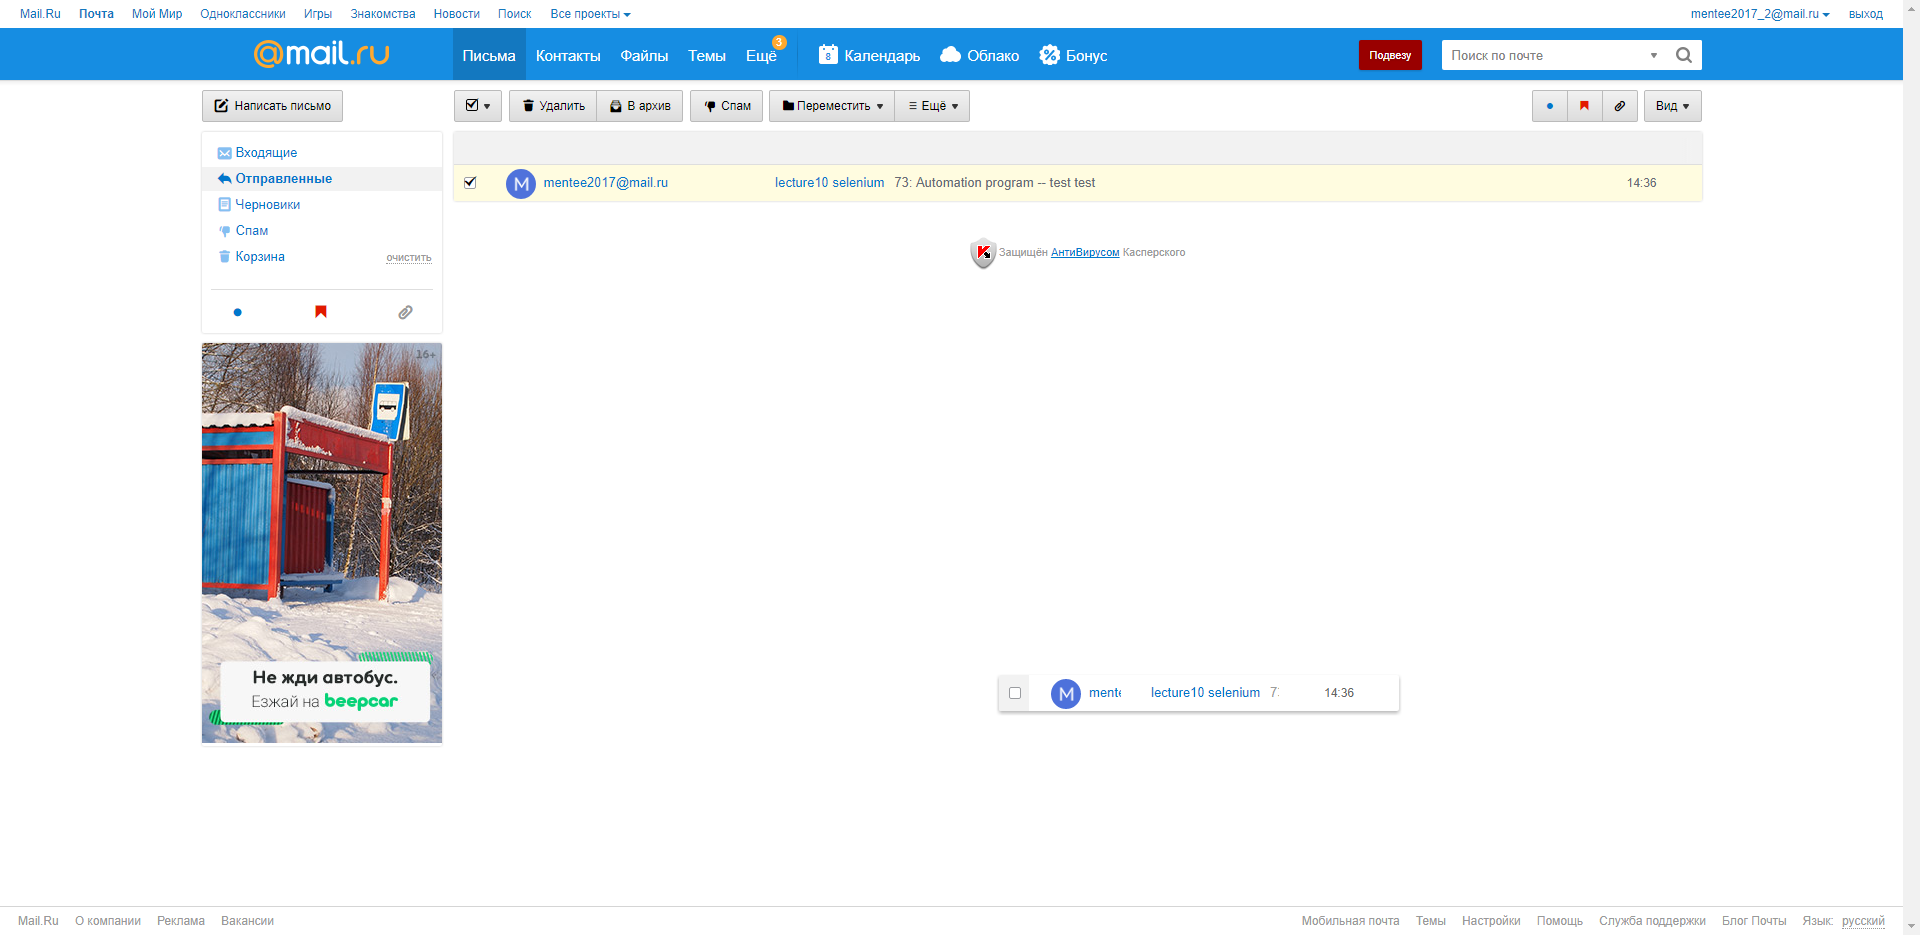 Mail.Ru Почта Мой Мир Одноклассники Игры Знакомства Новости Поиск Все проекты mentee2017_2@mail.ru выход
@mail.ru Письма Контакты Файлы Темы Ещё 3 8 Календарь Облако Бонус Подвезу Поиск по почте
Написать письмо Удалить В архив Спам Переместить Ещё Вид
Входящие
Отправленные
Черновики
Спам
Корзина очистить
M mentee2017@mail.ru lecture10 selenium 73: Automation program -- test test 14:36
Защищён АнтиВирусом Касперского
16+
Не жди автобус.
Езжай на beepcar
M mente lecture10 selenium 7: 14:36
Mail.Ru О компании Реклама Вакансии Мобильная почта Темы Настройки Помощь Служба поддержки Блог Почты Язык: русский